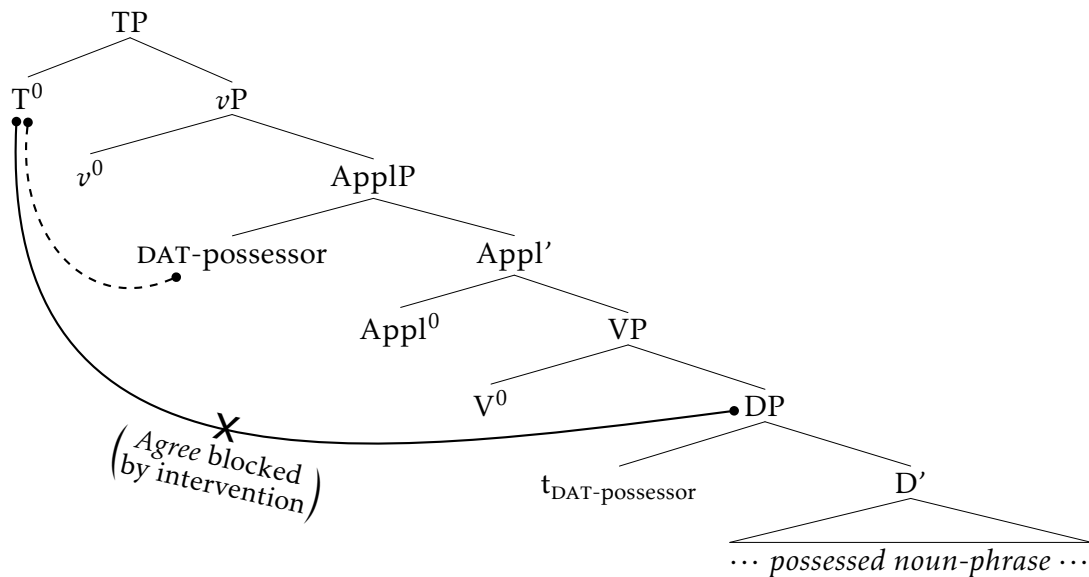 TP
T⁰ vP
v⁰ ApplP
DAT-possessor Appl’
Appl⁰ VP
V⁰ DP
(Agree blocked
by intervention)
t_DAT-possessor D’
⋯ possessed noun-phrase ⋯
X